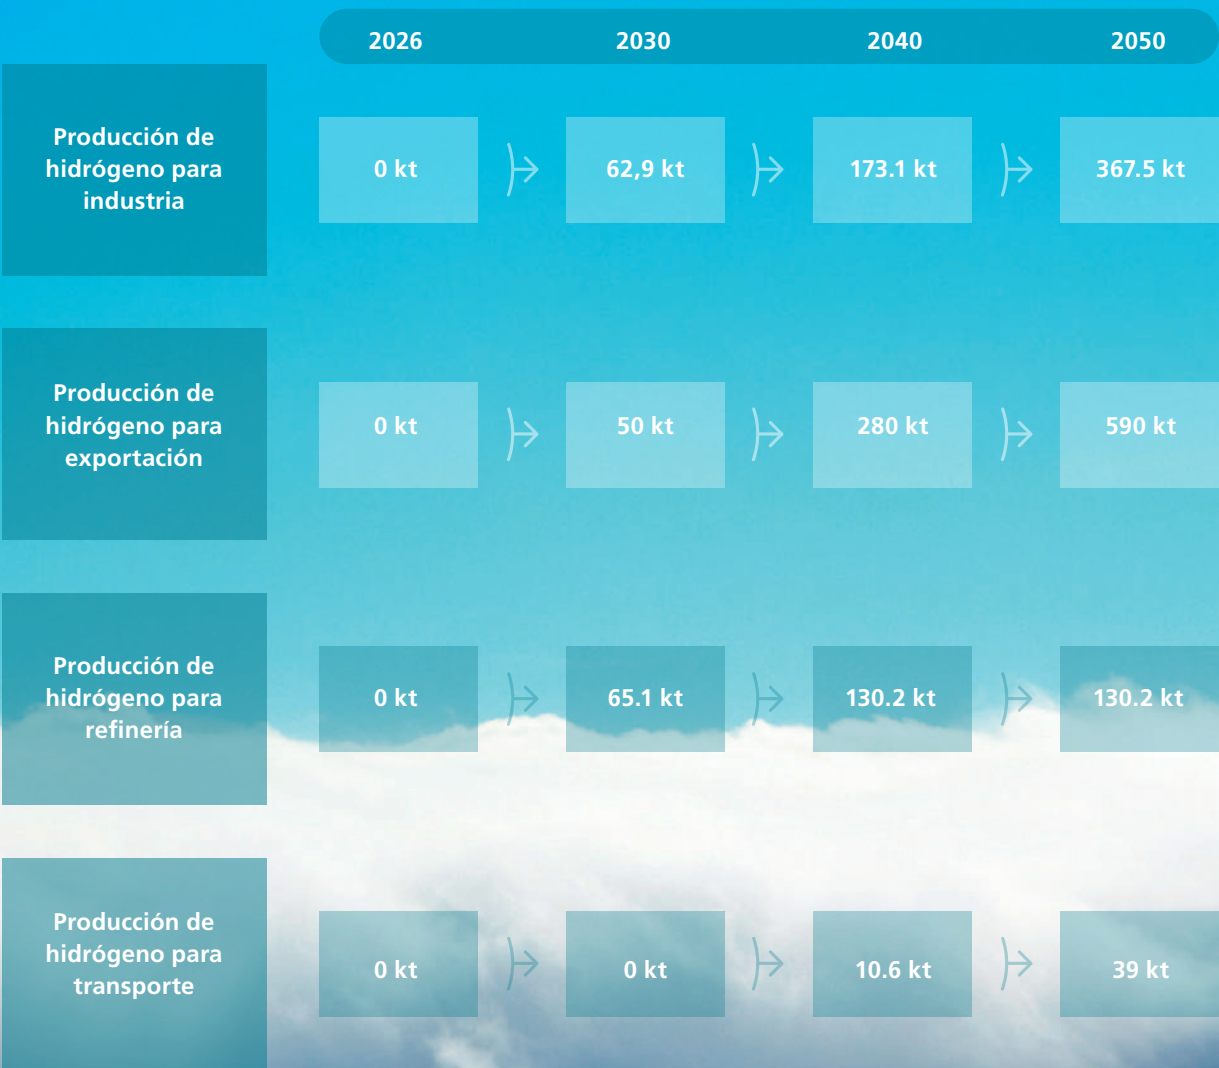 2026 2030 2040 2050
Producción de
hidrógeno para
industria
0 kt 62,9 kt 173.1 kt 367.5 kt
Producción de
hidrógeno para
exportación
0 kt 50 kt 280 kt 590 kt
Producción de
hidrógeno para
refinería
0 kt 65.1 kt 130.2 kt 130.2 kt
Producción de
hidrógeno para
transporte
0 kt 0 kt 10.6 kt 39 kt